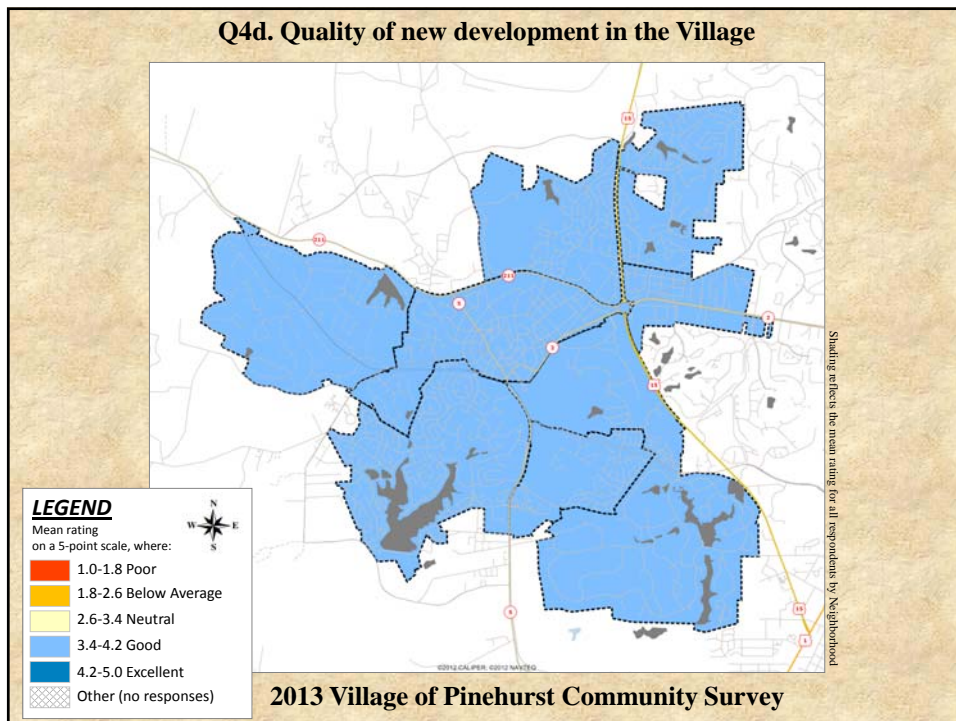 Q4d. Quality of new development in the Village
15
211
211
5
2
2
15
5
15
1
Shading reflects the mean rating for all respondents by Neighborhood
LEGEND
Mean rating
on a 5-point scale, where:
N
W E
S
1.0-1.8 Poor
1.8-2.6 Below Average
2.6-3.4 Neutral
3.4-4.2 Good
4.2-5.0 Excellent
Other (no responses)
©2012 CALIPER; ©2012 NAVTEQ
2013 Village of Pinehurst Community Survey